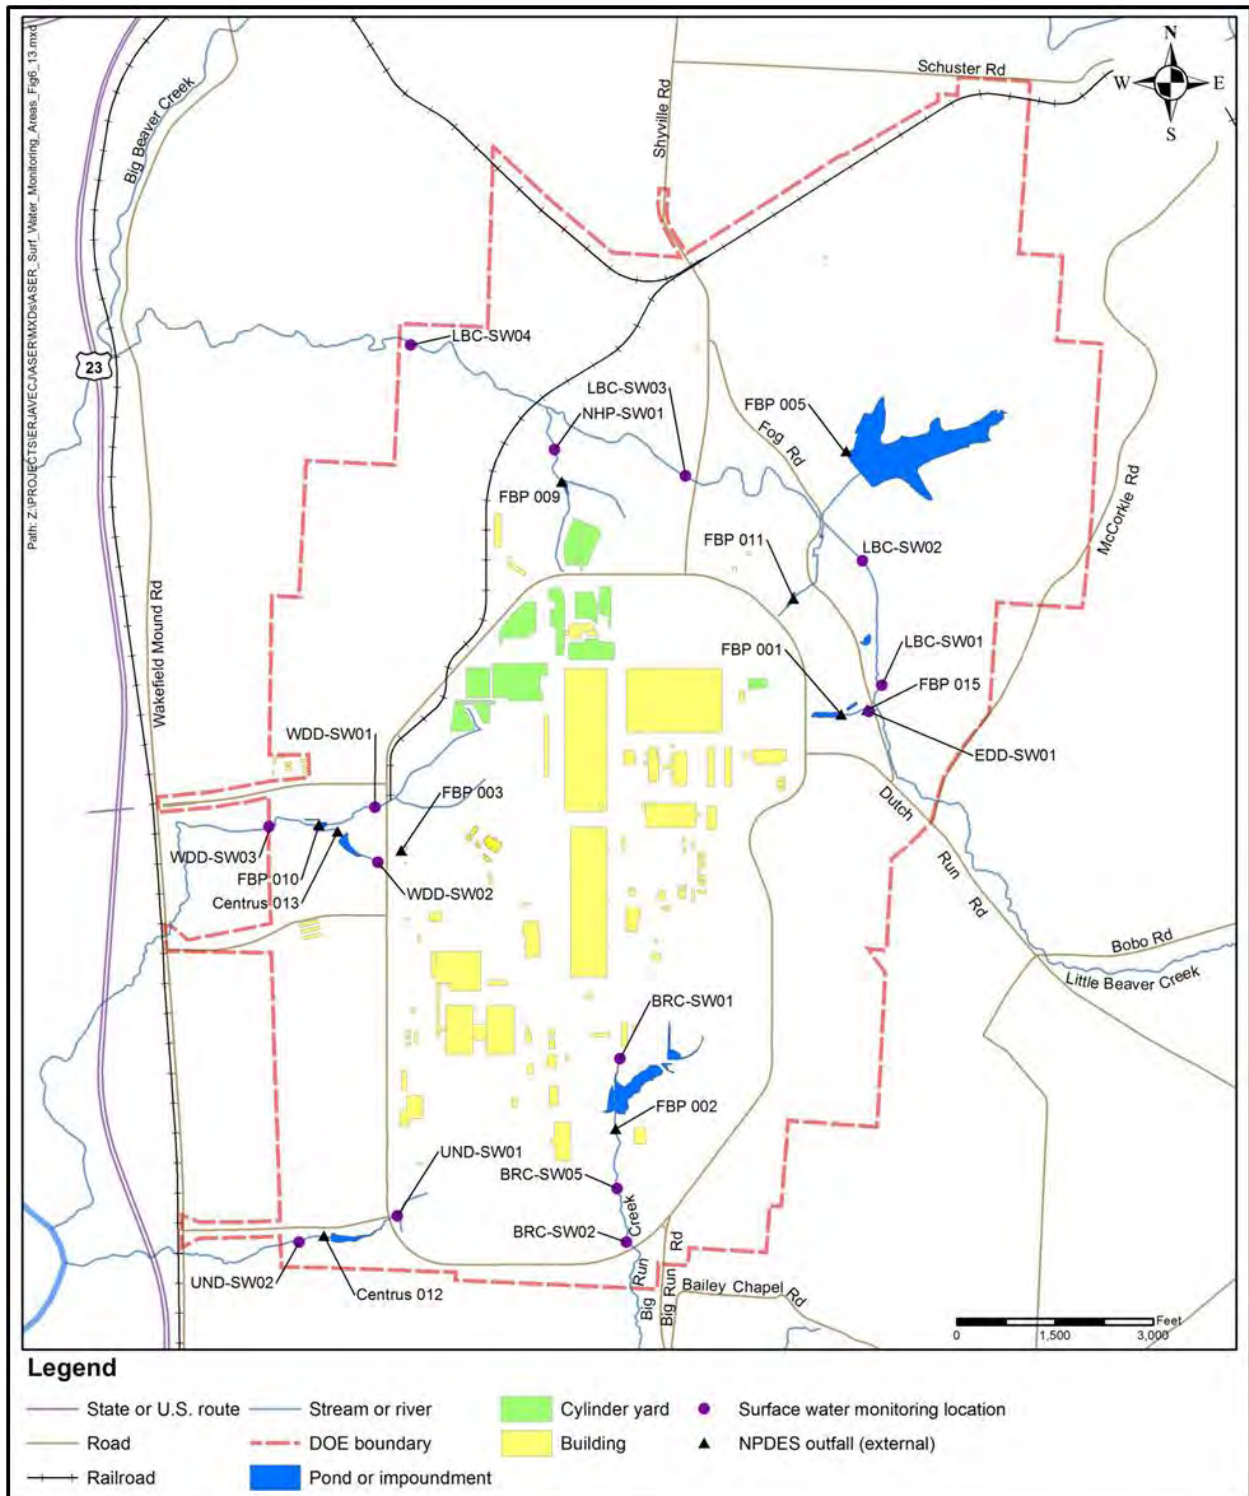 Path: Z:\PROJECTS\ERJAVECJ\ASER\MXDs\ASER_Surf_Water_Monitoring_Areas_Fig6_13.mxd
N
W
E
S
Schuster Rd
Shyville Rd
Big Beaver Creek
23
LBC-SW04
LBC-SW03
NHP-SW01
FBP 005
Fog Rd
McCorkle Rd
FBP 009
FBP 011
LBC-SW02
Wakefield Mound Rd
FBP 001
LBC-SW01
FBP 015
WDD-SW01
EDD-SW01
FBP 003
Dutch Run Rd
WDD-SW03
FBP 010
WDD-SW02
Centrus 013
Bobo Rd
Little Beaver Creek
BRC-SW01
FBP 002
UND-SW01
BRC-SW05
BRC-SW02
Big Run Creek
Big Run Rd
UND-SW02
Centrus 012
Bailey Chapel Rd
Feet
0
1,500
3,000
Legend
State or U.S. route
Stream or river
Cylinder yard
Surface water monitoring location
Road
DOE boundary
Building
NPDES outfall (external)
Railroad
Pond or impoundment